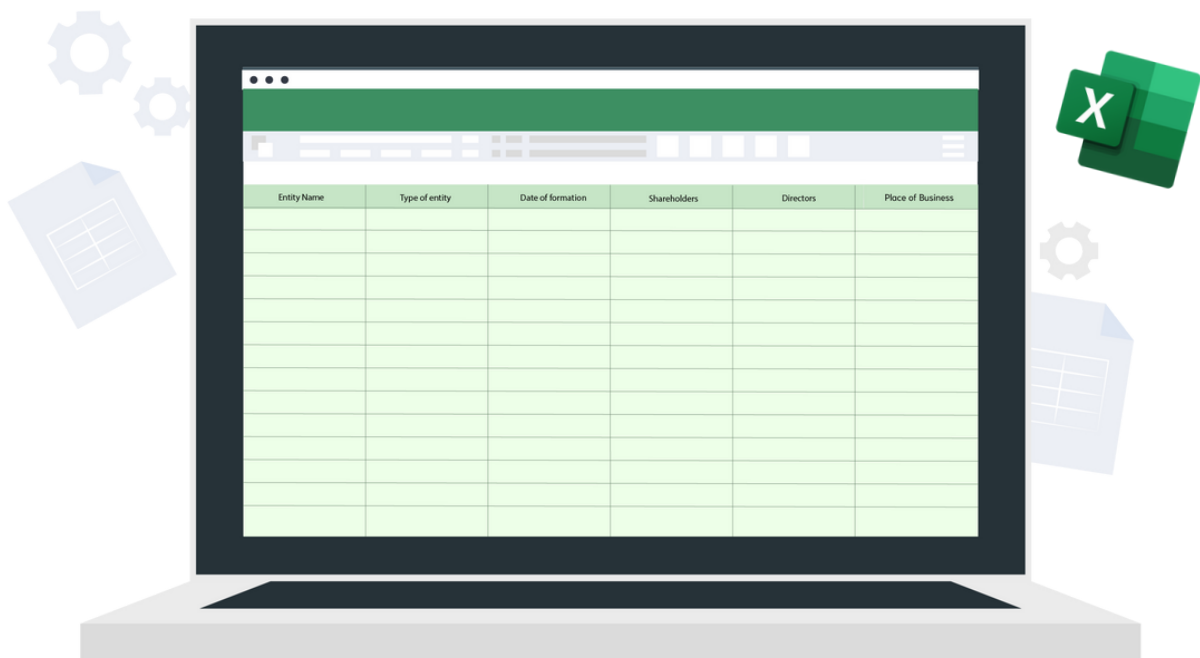 Entity Name
Type of entity
Date of formation
Shareholders
Directors
Place of Business
X